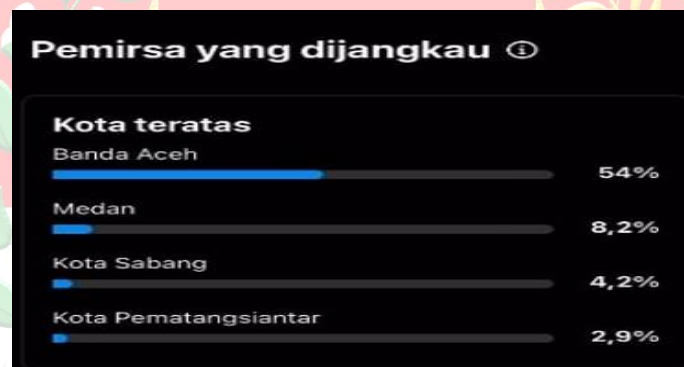 Pemirsa yang dijangkau
Kota teratas
Banda Aceh
54%
Medan
8,2%
Kota Sabang
4,2%
Kota Pematangsiantar
2,9%